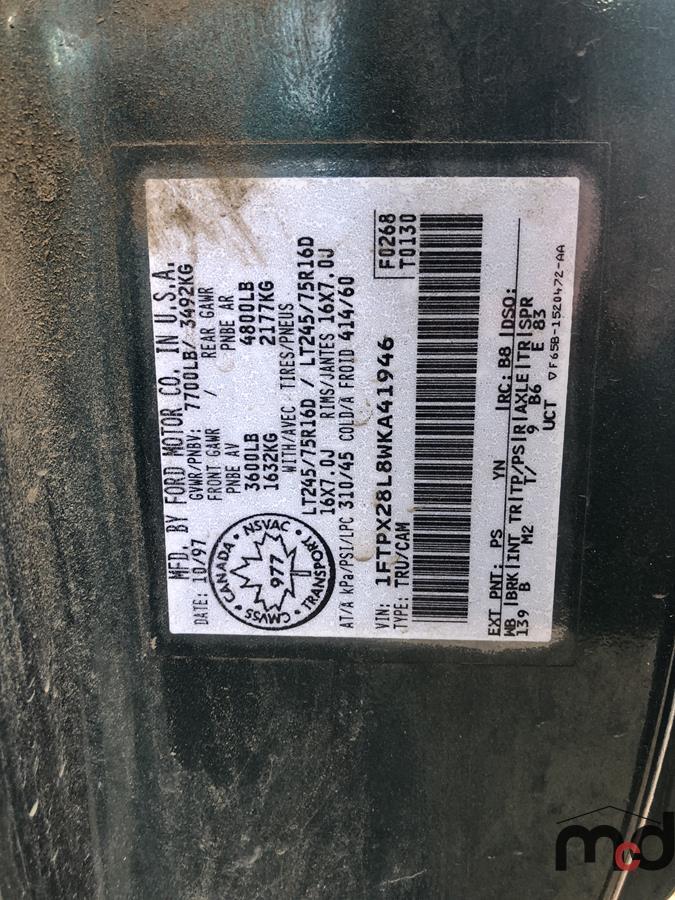 MFD. BY FORD MOTOR CO. IN U.S.A.
DATE: 10/97 GVWR/PNBV: 7700LB/ 3492KG
FRONT GAWR / REAR GAWR
PNBE AV PNBE AR
3600LB 4800LB
1632KG 2177KG
WITH/AVEC TIRES/PNEUS
LT245/75R16D / LT245/75R16D
16X7.0J RIMS/JANTES 16X7.0J
AT/A kPa/PSI/LPC 310/45 COLD/A FROID 414/60
CANADA • NSVAC • TRANSPORT • CMVSS •
977
VIN: 1FTPX28L8WKA41946
TYPE: TRU/CAM
F0268
T0130
EXT PNT: PS YN RC: B8 DSO:
WB BRK INT TR TP/PS R AXLE TR SPR
139 B M2 T/ 9 B6 E 83
UCT
▽F65B-1520472-AA
mcd